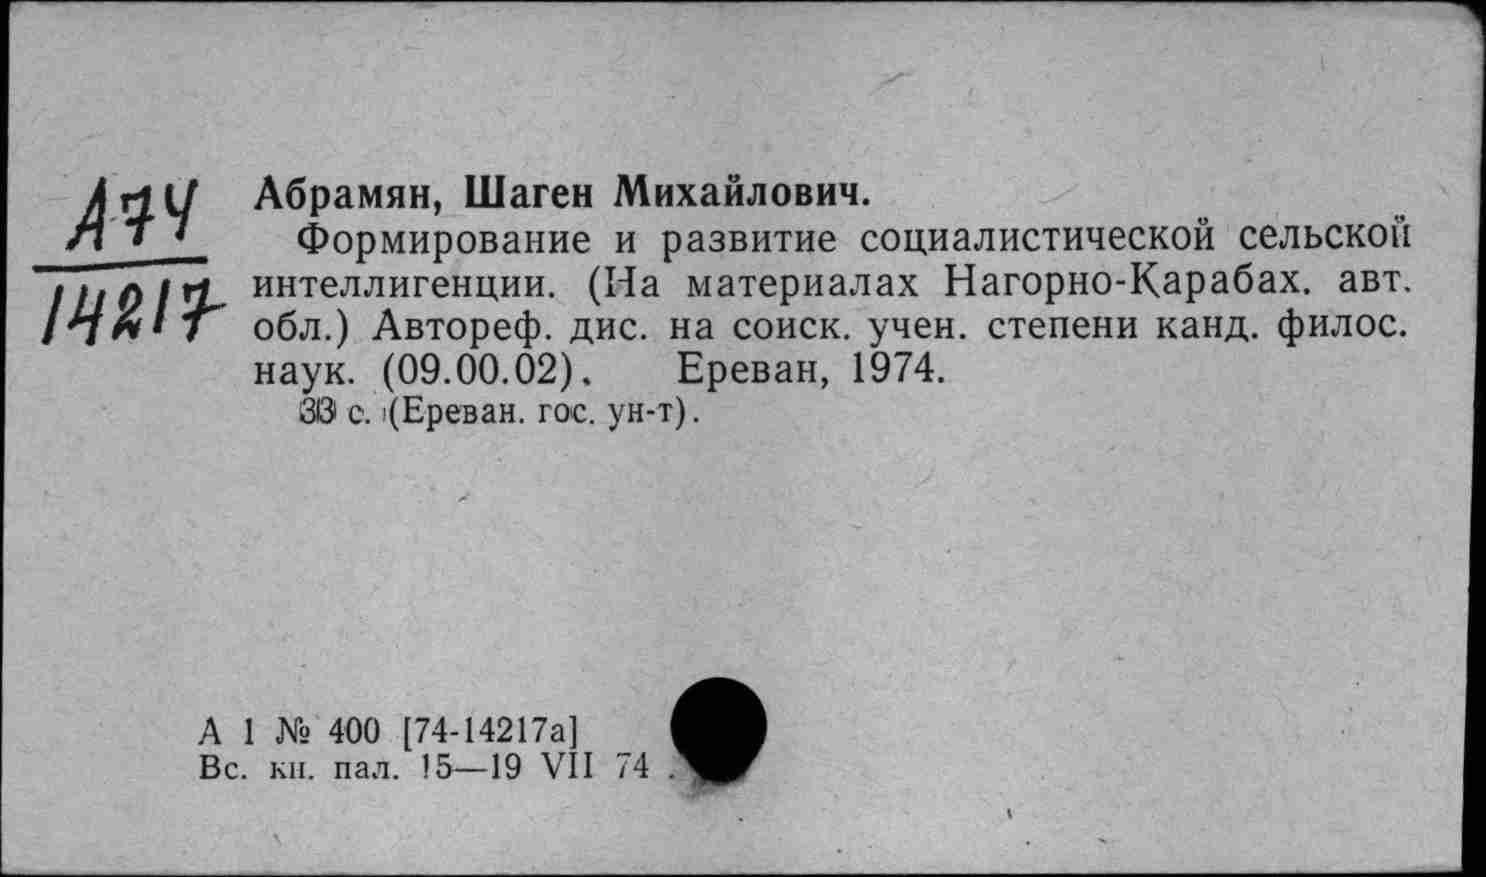 А74
14217
Абрамян, Шаген Михайлович.
Формирование и развитие социалистической сельской
интеллигенции. (На материалах Нагорно-Карабах. авт.
обл.) Автореф. дис. на соиск. учен. степени канд. филос.
наук. (09.00.02). Ереван, 1974.
33 с. (Ереван. гос. ун-т).
А 1 № 400 [74-14217а]
Вс. кн. пал. 15—19 VII 74